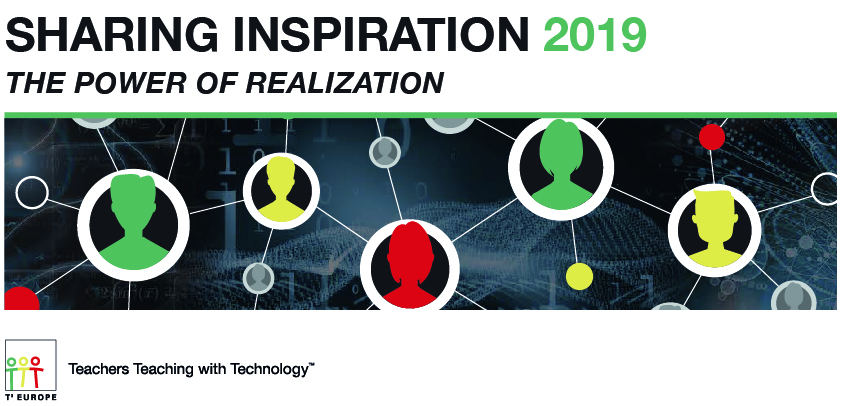 SHARING INSPIRATION 2019
THE POWER OF REALIZATION
Teachers Teaching with Technology™
T³ EUROPE